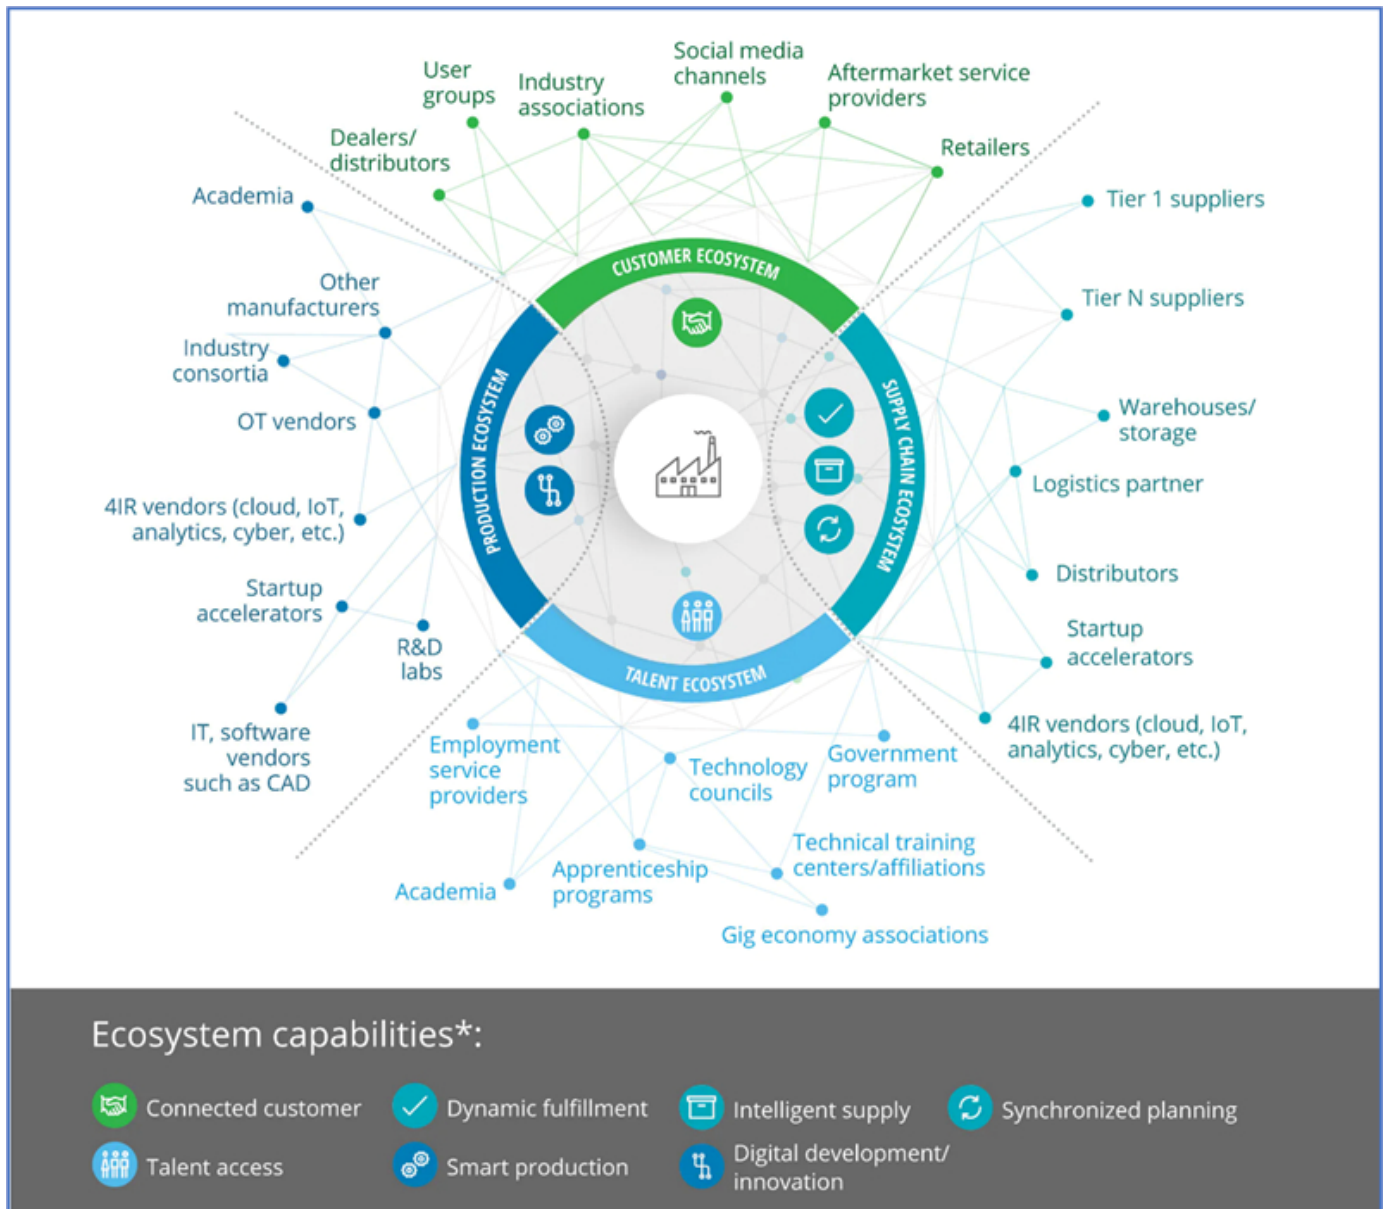 User
groups
Industry
associations
Social media
channels
Aftermarket service
providers
Dealers/
distributors
Retailers
Academia
Other
manufacturers
Industry
consortia
OT vendors
4IR vendors (cloud, IoT,
analytics, cyber, etc.)
Startup
accelerators
R&D
labs
IT, software
vendors
such as CAD
CUSTOMER ECOSYSTEM
PRODUCTION ECOSYSTEM
SUPPLY CHAIN ECOSYSTEM
TALENT ECOSYSTEM
Tier 1 suppliers
Tier N suppliers
Warehouses/
storage
Logistics partner
Distributors
Startup
accelerators
4IR vendors (cloud, IoT,
analytics, cyber, etc.)
Employment
service
providers
Technology
councils
Government
program
Academia
Apprenticeship
programs
Technical training
centers/affiliations
Gig economy associations
Ecosystem capabilities*:
Connected customer
Dynamic fulfillment
Intelligent supply
Synchronized planning
Talent access
Smart production
Digital development/
innovation